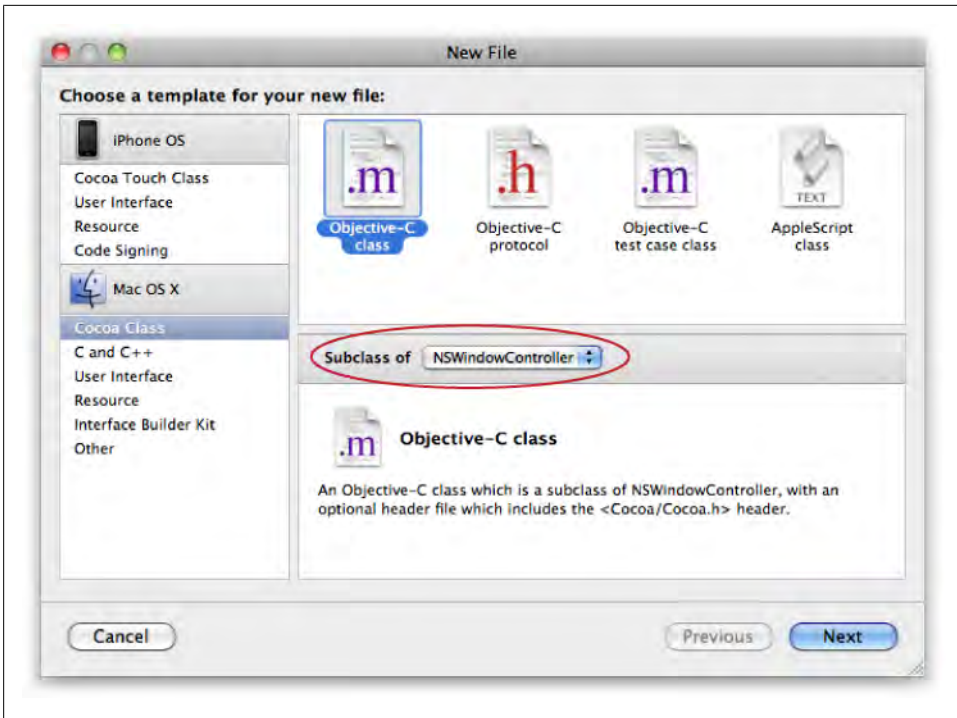 New File
Choose a template for your new file:
iPhone OS
Cocoa Touch Class
User Interface
Resource
Code Signing
Mac OS X
Cocoa Class
C and C++
User Interface
Resource
Interface Builder Kit
Other
.m
Objective-C
class
.h
Objective-C
protocol
.m
Objective-C
test case class
TEXT
AppleScript
class
Subclass of NSWindowController
.m
Objective-C class
An Objective-C class which is a subclass of NSWindowController, with an
optional header file which includes the <Cocoa/Cocoa.h> header.
Cancel
Previous
Next